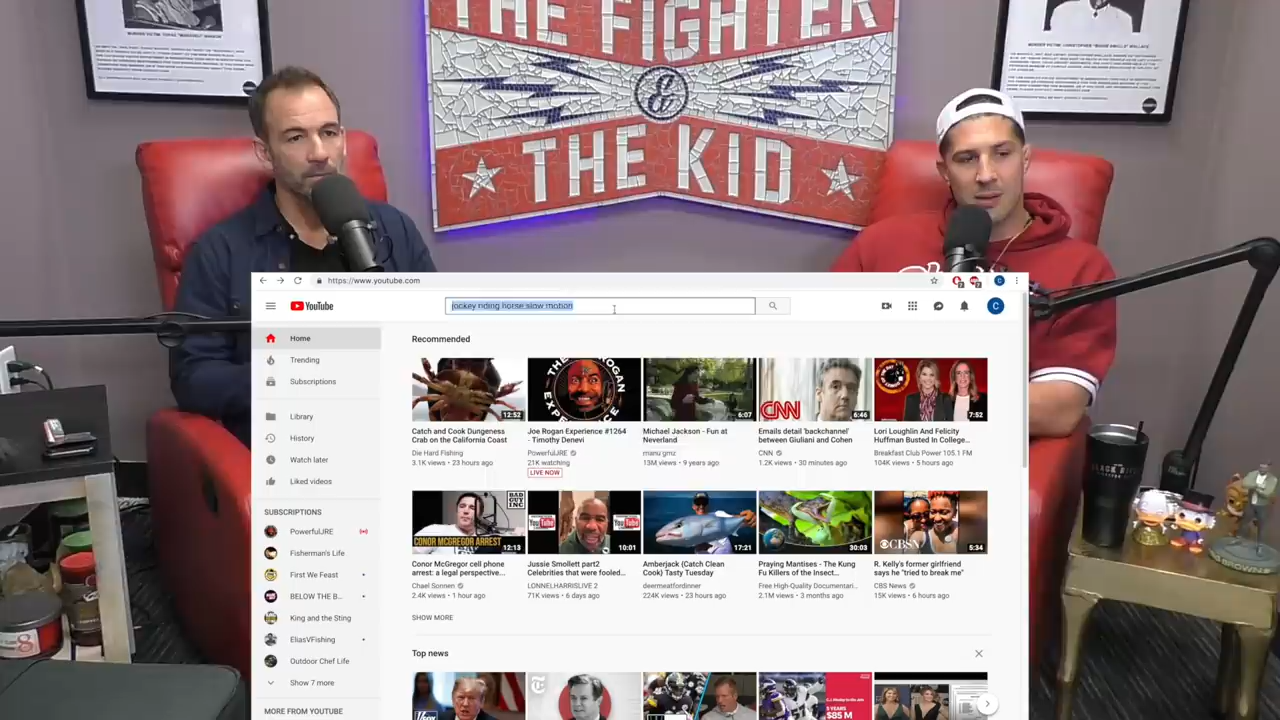 THE FIGHTER
&
THE KID
https://www.youtube.com
YouTube
jockey riding horse slow motion
Home
Trending
Subscriptions
Library
History
Watch later
Liked videos
SUBSCRIPTIONS
PowerfulJRE
Fisherman's Life
First We Feast
BELOW THE B...
King and the Sting
EliasVFishing
Outdoor Chef Life
Show 7 more
MORE FROM YOUTUBE
Recommended
12:52
Catch and Cook Dungeness
Crab on the California Coast
Die Hard Fishing
3.1K views • 23 hours ago
Joe Rogan Experience #1264
- Timothy Denevi
PowerfulJRE
21K watching
LIVE NOW
6:07
Michael Jackson - Fun at
Neverland
manu gmz
13M views • 9 years ago
CNN
6:46
Emails detail 'backchannel'
between Giuliani and Cohen
CNN
1.2K views • 30 minutes ago
7:52
Lori Loughlin And Felicity
Huffman Busted In College...
Breakfast Club Power 105.1 FM
104K views • 5 hours ago
BAD
GUY
INC
CONOR MCGREGOR ARREST
12:13
Conor McGregor cell phone
arrest: a legal perspective...
Chael Sonnen
2.4K views • 1 hour ago
10:01
Jussie Smollett part2
Celebrities that were fooled...
LONNELLHARRISLIVE 2
71K views • 6 days ago
17:21
Amberjack (Catch Clean
Cook) Tasty Tuesday
deermeatfordinner
224K views • 23 hours ago
30:03
Praying Mantises - The Kung
Fu Killers of the Insect...
Free High-Quality Documentari...
2.1M views • 3 months ago
CBSN
5:34
R. Kelly's former girlfriend
says he "tried to break me"
CBS News
15K views • 6 hours ago
SHOW MORE
Top news
$85 M